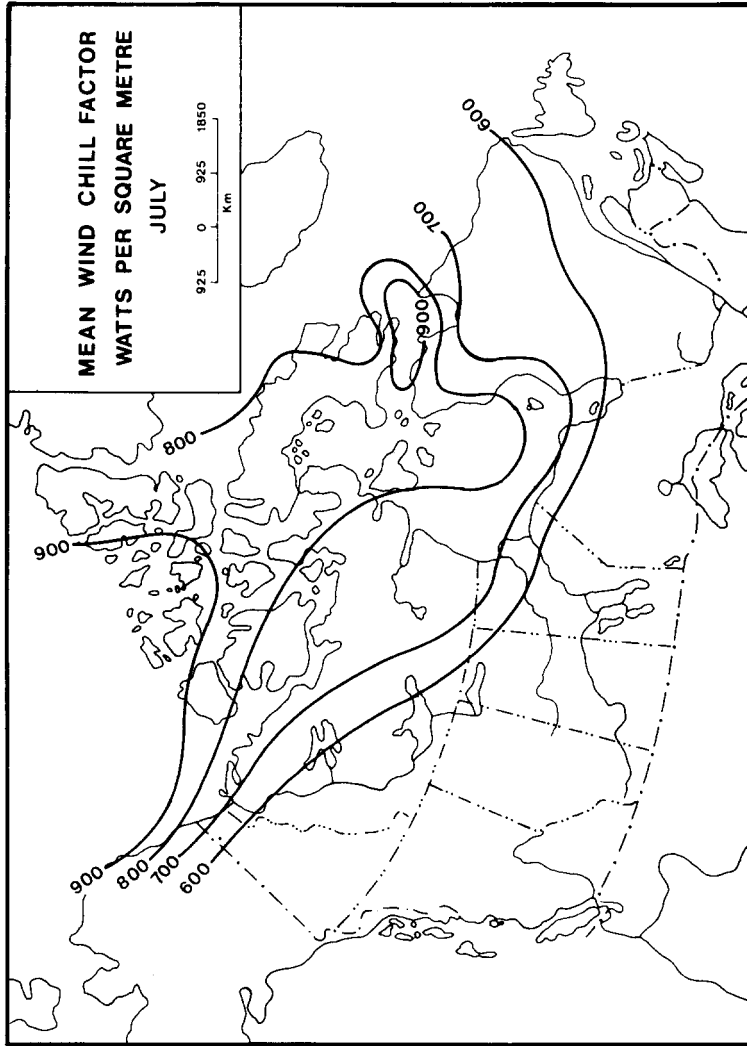 MEAN WIND CHILL FACTOR
WATTS PER SQUARE METRE
JULY
925 0 925 1850
Km
900
800
900
700
600
900
800
700
600